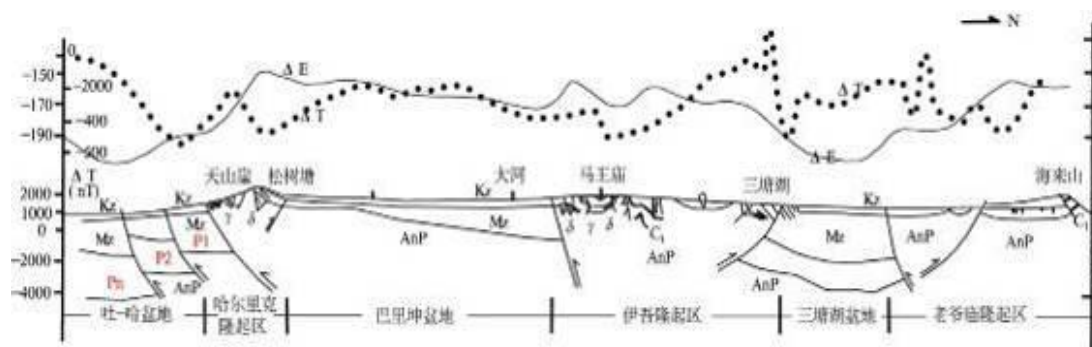 N
0
-150
-2000
-170
-400
-190
-600
ΔE
ΔT
ΔT
ΔE
ΔT
(nT)
天山庙 松树塘 大河 马王庙 三塘湖 海来山
2000
1000
0
-2000
-4000
Kz Kz Kz Kz Kz
Mz Mz P1 γ δ Mz δ γ δ C₁ Mz AnP C₁
P2 AnP AnP AnP
Pn AnP AnP
吐-哈盆地 哈尔里克 巴里坤盆地 伊吾隆起区 三塘湖盆地 老爷庙隆起区
隆起区